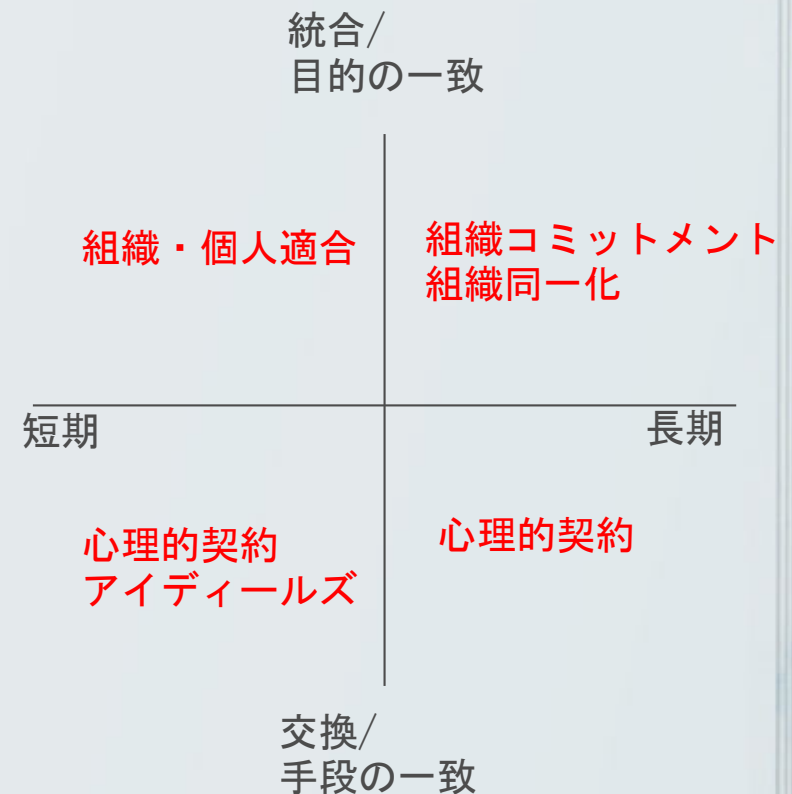 統合/
目的の一致
組織・個人適合
組織コミットメント
組織同一化
短期
長期
心理的契約
アイディールズ
心理的契約
交換/
手段の一致